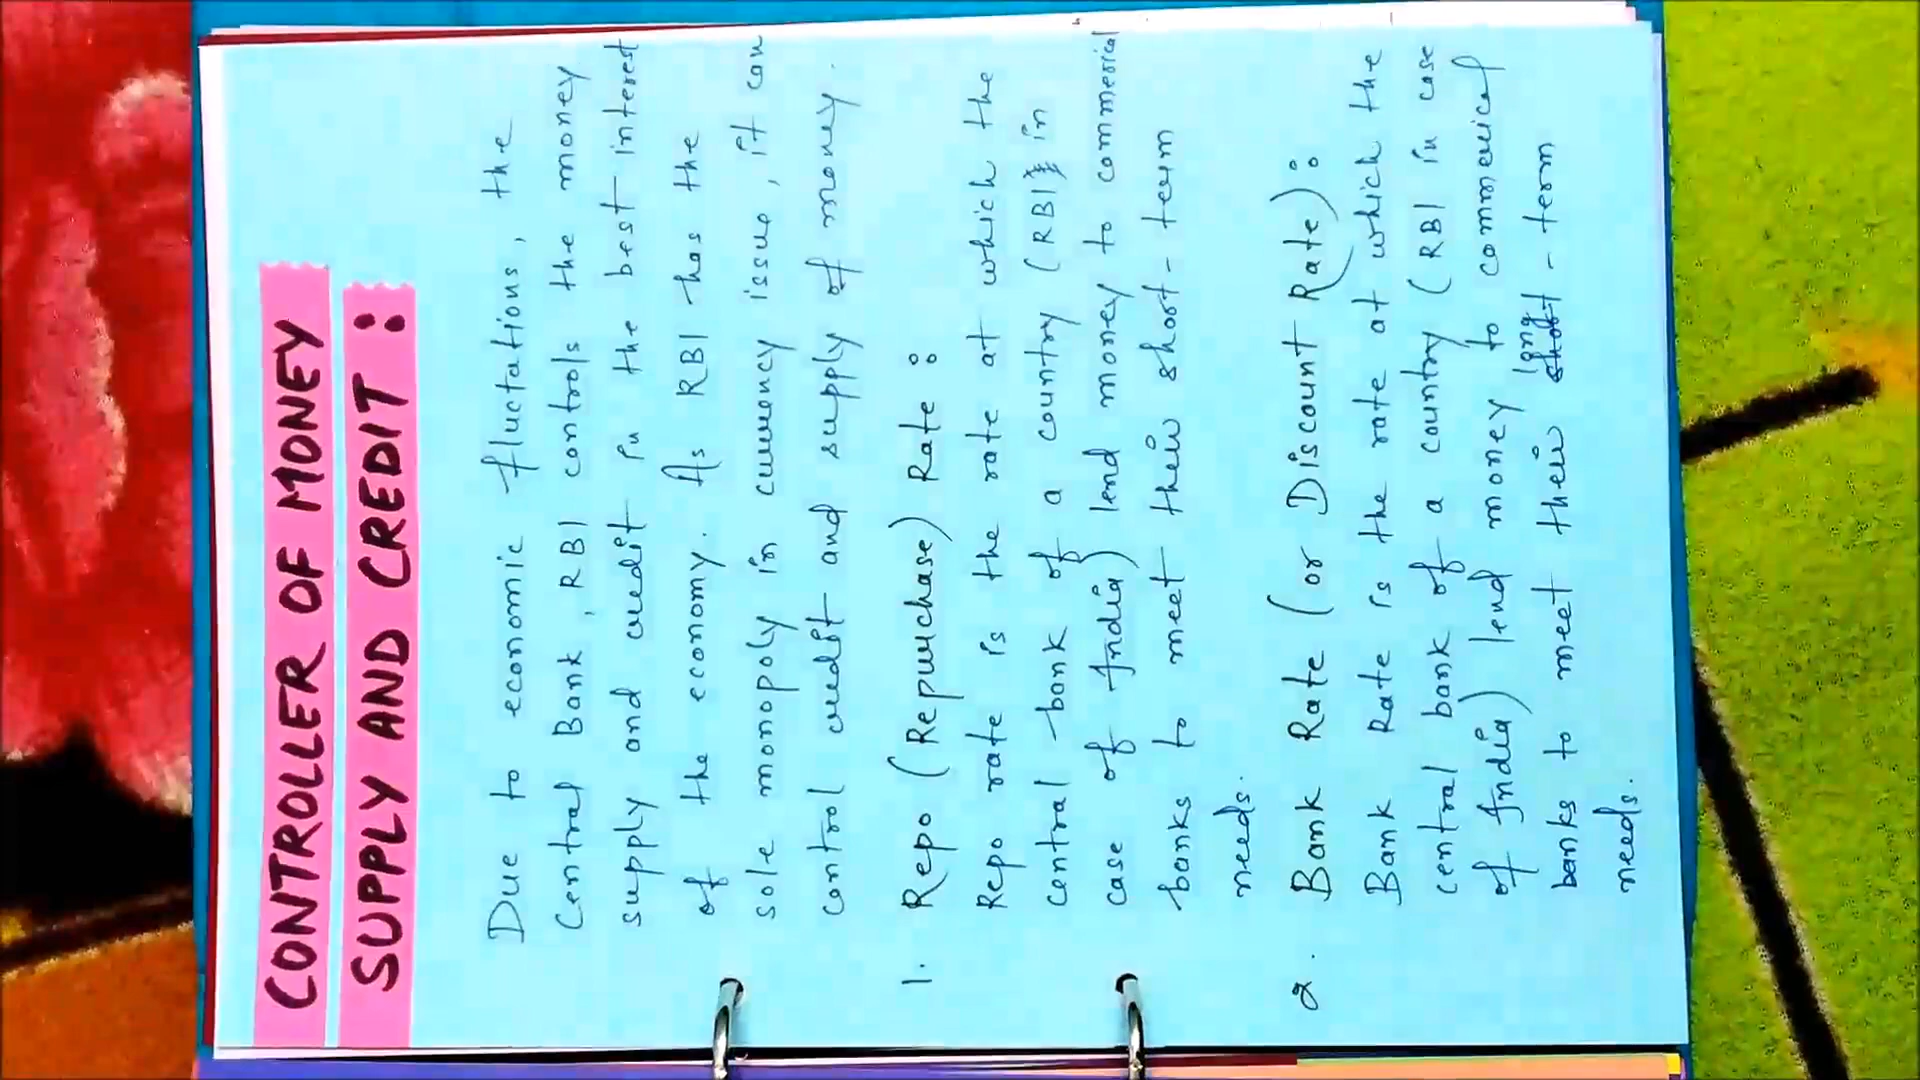 CONTROLLER OF MONEY
SUPPLY AND CREDIT :
Due to economic fluctations, the
Central Bank, RBI controls the money
supply and credit in the best interest
of the economy. As RBI has the
sole monopoly in currency issue, it can
control credit and supply of money.
1. Repo (Repurchase) Rate :
Repo rate is the rate at which the
central bank of a country (RBI in
case of India) lend money to commerical
banks to meet their short-term
needs.
2. Bank Rate (or Discount Rate) :
Bank Rate is the rate at which the
central bank of a country (RBI in case
of India) lend money to commerical
banks to meet their long short-term
needs.